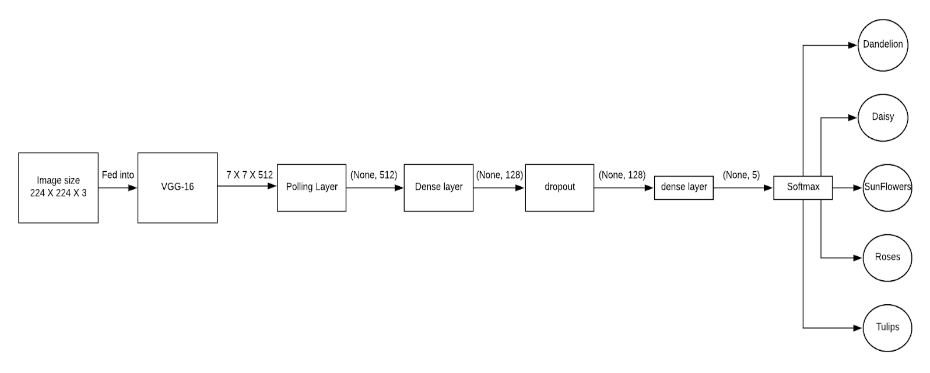 Image size
224 X 224 X 3
Fed into
VGG-16
7 X 7 X 512
Polling Layer
(None, 512)
Dense layer
(None, 128)
dropout
(None, 128)
dense layer
(None, 5)
Softmax
Dandelion
Daisy
SunFlowers
Roses
Tulips